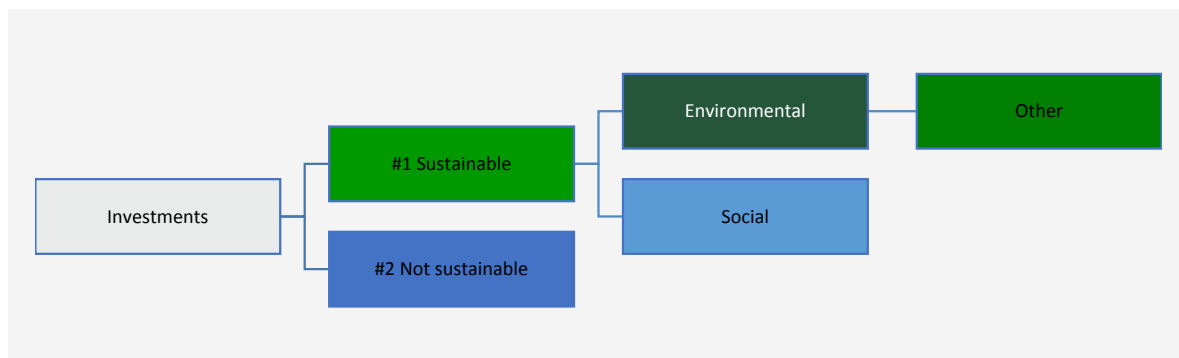 Environmental
Other
#1 Sustainable
Investments
Social
#2 Not sustainable